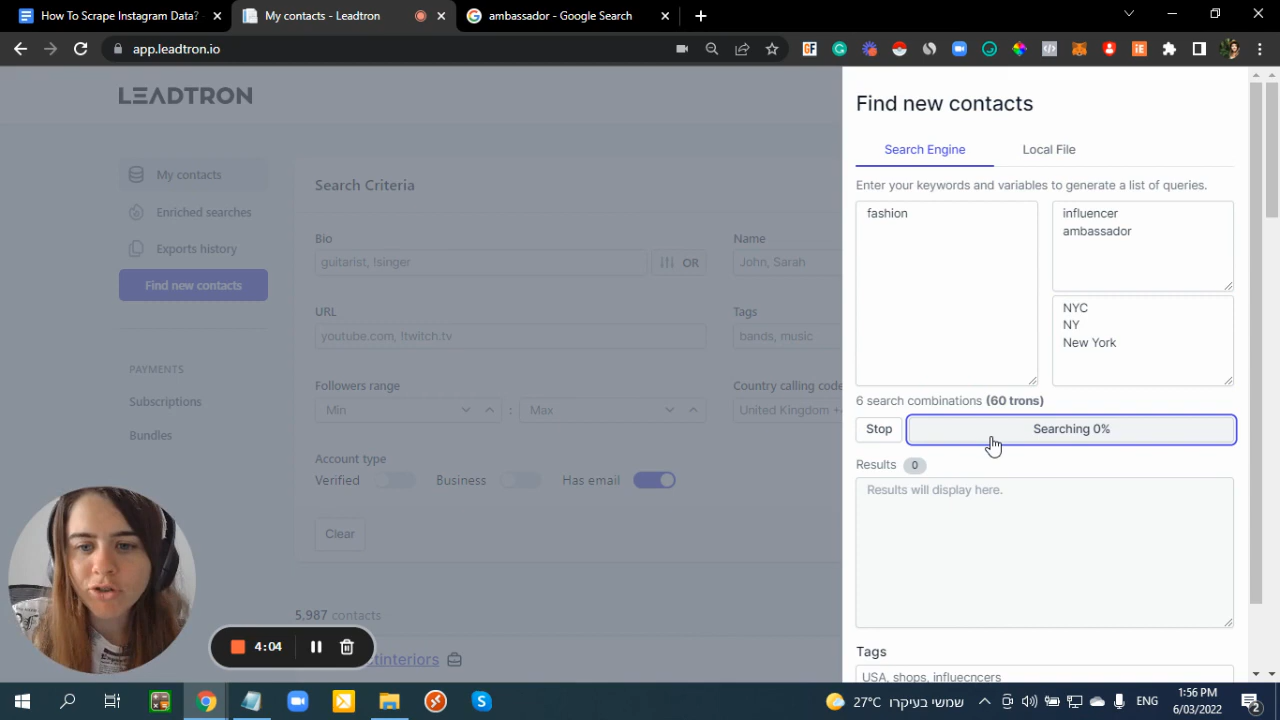 How To Scrape Instagram Data?
My contacts - Leadtron
ambassador - Google Search
app.leadtron.io
LEADTRON
My contacts
Enriched searches
Exports history
Find new contacts
PAYMENTS
Subscriptions
Bundles
Search Criteria
Bio
guitarist, !singer
OR
Name
John, Sarah
URL
youtube.com, !twitch.tv
Tags
bands, music
Followers range
Min
:
Max
Country calling code
United Kingdom +4
Account type
Verified
Business
Has email
Clear
5,987 contacts
tinteriors
Find new contacts
Search Engine
Local File
Enter your keywords and variables to generate a list of queries.
fashion
influencer
ambassador
NYC
NY
New York
6 search combinations (60 trons)
Stop
Searching 0%
Results 0
Results will display here.
Tags
USA, shops, influecncers
4:04
27°C שמשי בעיקרו
ENG
1:56 PM
6/03/2022
2